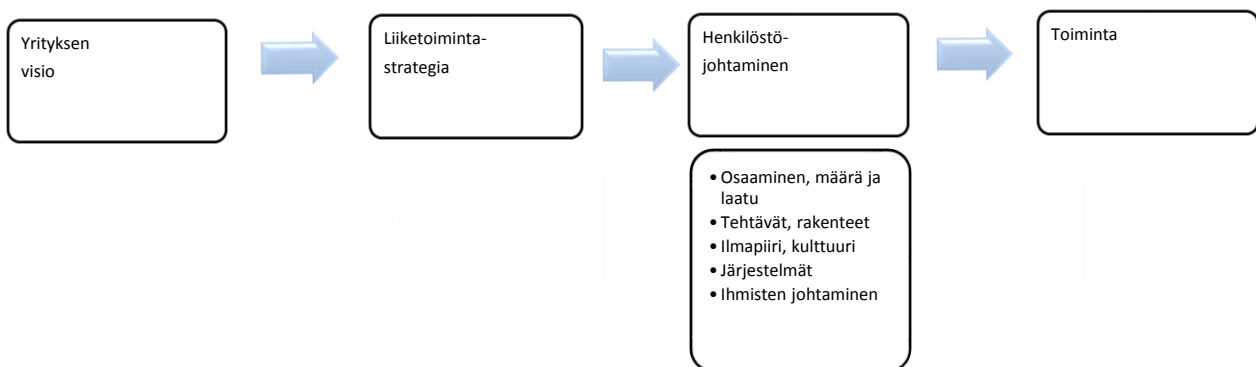 Yrityksen
visio
Liiketoiminta-
strategia
Henkilöstö-
johtaminen
Toiminta
• Osaaminen, määrä ja
laatu
• Tehtävät, rakenteet
• Ilmapiiri, kulttuuri
• Järjestelmät
• Ihmisten johtaminen